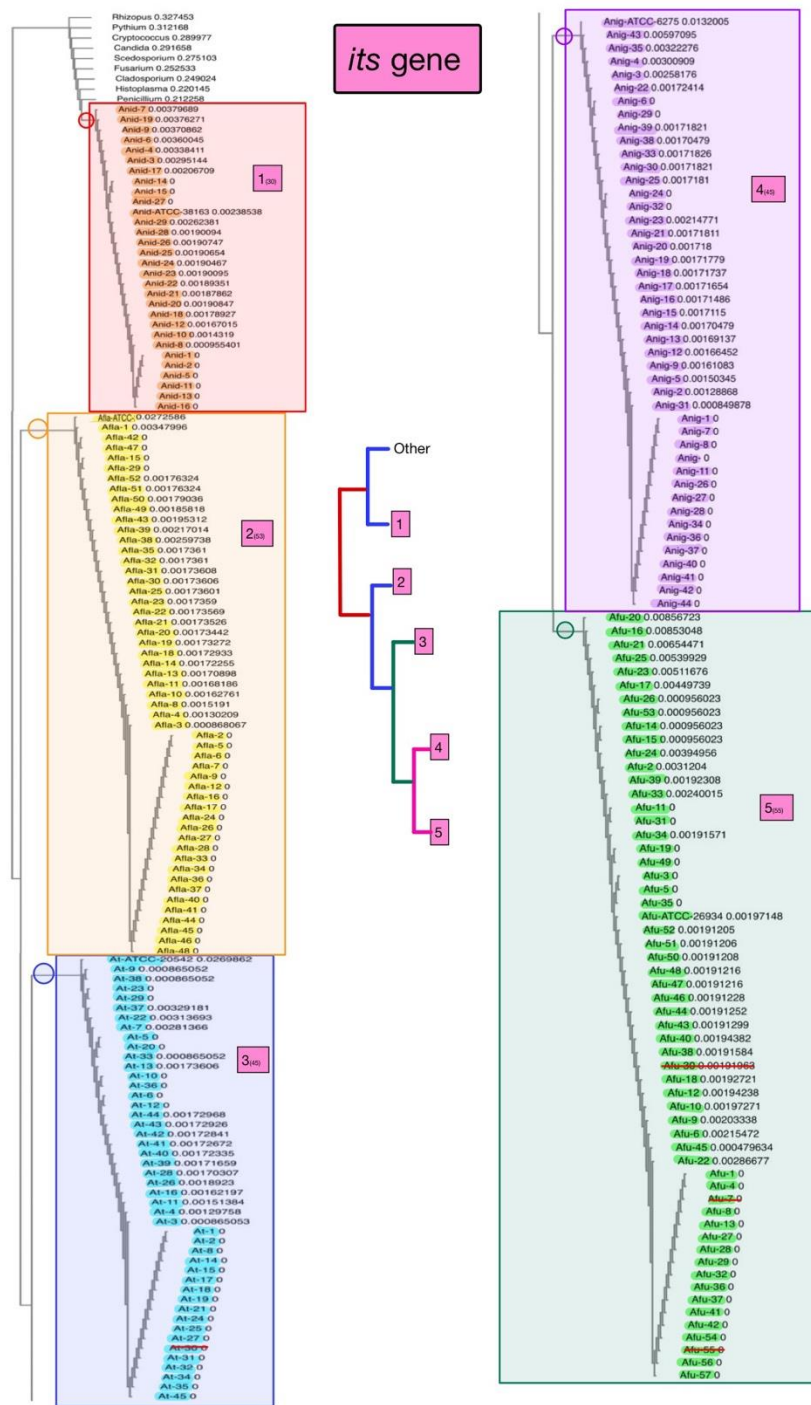 Rhizopus 0.327453
Pythium 0.312168
Cryptococcus 0.289977
Candida 0.291658
Scedosporium 0.275103
Fusarium 0.252533
Cladosporium 0.249024
Histoplasma 0.220145
Penicillium 0.212258
Anid-7 0.00379689
Anid-19 0.00376271
Anid-9 0.00370862
Anid-6 0.00360045
Anid-4 0.00338411
Anid-3 0.00295144
Anid-17 0.00206709
Anid-14 0
Anid-15 0
Anid-27 0
Anid-ATCC-38163 0.00238538
Anid-29 0.00262381
Anid-28 0.00190094
Anid-26 0.00190747
Anid-25 0.00190654
Anid-24 0.00190467
Anid-23 0.00190095
Anid-22 0.00189351
Anid-21 0.00187862
Anid-20 0.00190847
Anid-18 0.00178927
Anid-12 0.00167015
Anid-10 0.0014319
Anid-8 0.000955401
Anid-1 0
Anid-2 0
Anid-5 0
Anid-11 0
Anid-13 0
Anid-16 0
1(30)
Afla-ATCC- 0.0272586
Afla-1 0.00347996
Afla-42 0
Afla-47 0
Afla-15 0
Afla-29 0
Afla-52 0.00176324
Afla-51 0.00176324
Afla-50 0.00179036
Afla-49 0.00185818
Afla-43 0.00195312
Afla-39 0.00217014
Afla-38 0.00259738
Afla-35 0.0017361
Afla-32 0.0017361
Afla-31 0.00173608
Afla-30 0.00173606
Afla-25 0.00173601
Afla-23 0.0017359
Afla-22 0.00173569
Afla-21 0.00173526
Afla-20 0.00173442
Afla-19 0.00173272
Afla-18 0.00172933
Afla-14 0.00172255
Afla-13 0.00170898
Afla-11 0.00168186
Afla-10 0.00162761
Afla-8 0.0015191
Afla-4 0.00130209
Afla-3 0.000868067
Afla-2 0
Afla-5 0
Afla-6 0
Afla-7 0
Afla-9 0
Afla-12 0
Afla-16 0
Afla-17 0
Afla-24 0
Afla-26 0
Afla-27 0
Afla-28 0
Afla-33 0
Afla-34 0
Afla-36 0
Afla-37 0
Afla-40 0
Afla-41 0
Afla-44 0
Afla-45 0
Afla-46 0
Afla-48 0
2(53)
At-ATCC-20542 0.0269862
At-9 0.000865052
At-38 0.000865052
At-23 0
At-29 0
At-37 0.00329181
At-22 0.00313693
At-7 0.00281366
At-5 0
At-20 0
At-33 0.000865052
At-13 0.00173606
At-10 0
At-36 0
At-6 0
At-12 0
At-44 0.00172968
At-43 0.00172926
At-42 0.00172841
At-41 0.00172672
At-40 0.00172335
At-39 0.00171659
At-28 0.00170307
At-26 0.0018923
At-16 0.00162197
At-11 0.00151384
At-4 0.00129758
At-3 0.000865053
At-1 0
At-2 0
At-8 0
At-14 0
At-15 0
At-17 0
At-18 0
At-19 0
At-21 0
At-24 0
At-25 0
At-27 0
At-30 0
At-31 0
At-32 0
At-34 0
At-35 0
At-45 0
3(45)
its gene
Other
1
2
3
4
5
Anig-ATCC-6275 0.0132005
Anig-43 0.00597095
Anig-35 0.00322276
Anig-4 0.00300909
Anig-3 0.00258176
Anig-22 0.00172414
Anig-6 0
Anig-29 0
Anig-39 0.00171821
Anig-38 0.00170479
Anig-33 0.00171826
Anig-30 0.00171821
Anig-25 0.0017181
Anig-24 0
Anig-32 0
Anig-23 0.00214771
Anig-21 0.00171811
Anig-20 0.001718
Anig-19 0.00171779
Anig-18 0.00171737
Anig-17 0.00171654
Anig-16 0.00171486
Anig-15 0.0017115
Anig-14 0.00170479
Anig-13 0.00169137
Anig-12 0.00166452
Anig-9 0.00161083
Anig-5 0.00150345
Anig-2 0.00128868
Anig-31 0.000849878
Anig-1 0
Anig-7 0
Anig-8 0
Anig- 0
Anig-11 0
Anig-26 0
Anig-27 0
Anig-28 0
Anig-34 0
Anig-36 0
Anig-37 0
Anig-40 0
Anig-41 0
Anig-42 0
Anig-44 0
4(45)
Afu-20 0.00856723
Afu-16 0.00853048
Afu-21 0.00654471
Afu-25 0.00539929
Afu-23 0.00511676
Afu-17 0.00449739
Afu-26 0.000956023
Afu-53 0.000956023
Afu-14 0.000956023
Afu-15 0.000956023
Afu-24 0.00394956
Afu-2 0.0031204
Afu-39 0.00192308
Afu-33 0.00240015
Afu-11 0
Afu-31 0
Afu-34 0.00191571
Afu-19 0
Afu-49 0
Afu-3 0
Afu-5 0
Afu-35 0
Afu-ATCC-26934 0.00197148
Afu-52 0.00191205
Afu-51 0.00191206
Afu-50 0.00191208
Afu-48 0.00191216
Afu-47 0.00191216
Afu-46 0.00191228
Afu-44 0.00191252
Afu-43 0.00191299
Afu-40 0.00194382
Afu-38 0.00191584
Afu-30 0.00191963
Afu-18 0.00192721
Afu-12 0.00194238
Afu-10 0.00197271
Afu-9 0.00203338
Afu-6 0.00215472
Afu-45 0.000479634
Afu-22 0.00286677
Afu-1 0
Afu-4 0
Afu-7 0
Afu-8 0
Afu-13 0
Afu-27 0
Afu-28 0
Afu-29 0
Afu-32 0
Afu-36 0
Afu-37 0
Afu-41 0
Afu-42 0
Afu-54 0
Afu-55 0
Afu-56 0
Afu-57 0
5(55)